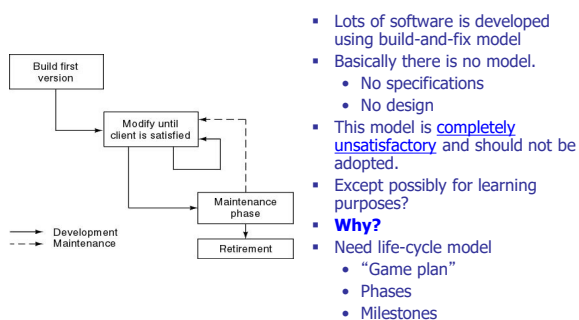 Build first
version
Modify until
client is satisfied
Maintenance
phase
Retirement
Development
Maintenance
Lots of software is developed
using build-and-fix model
Basically there is no model.
No specifications
No design
This model is completely
unsatisfactory and should not be
adopted.
Except possibly for learning
purposes?
Why?
Need life-cycle model
“Game plan”
Phases
Milestones